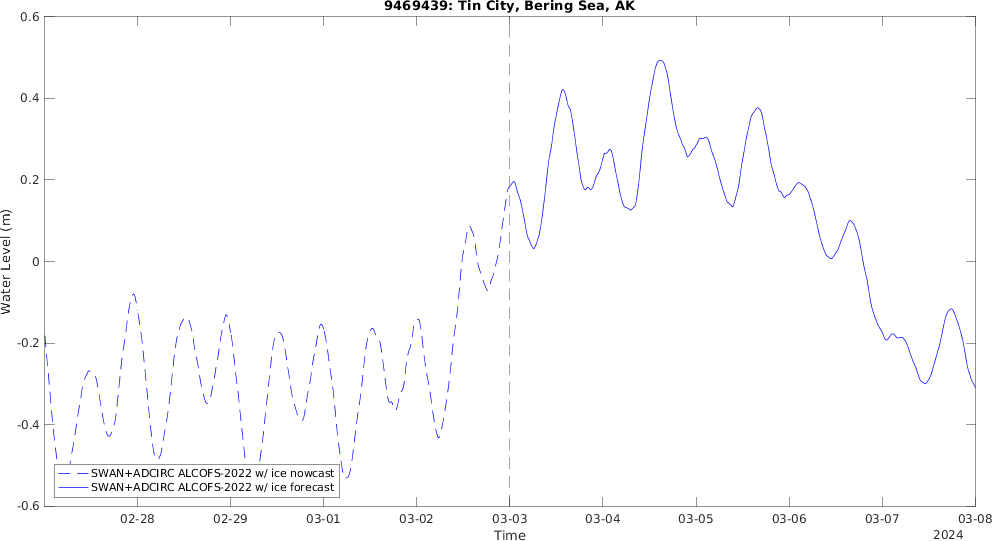 9469439: Tin City, Bering Sea, AK
0.6
0.4
0.2
0
-0.2
-0.4
-0.6
Water Level (m)
SWAN+ADCIRC ALCOFS-2022 w/ ice nowcast
SWAN+ADCIRC ALCOFS-2022 w/ ice forecast
02-28 02-29 03-01 03-02 03-03 03-04 03-05 03-06 03-07 03-08
Time
2024